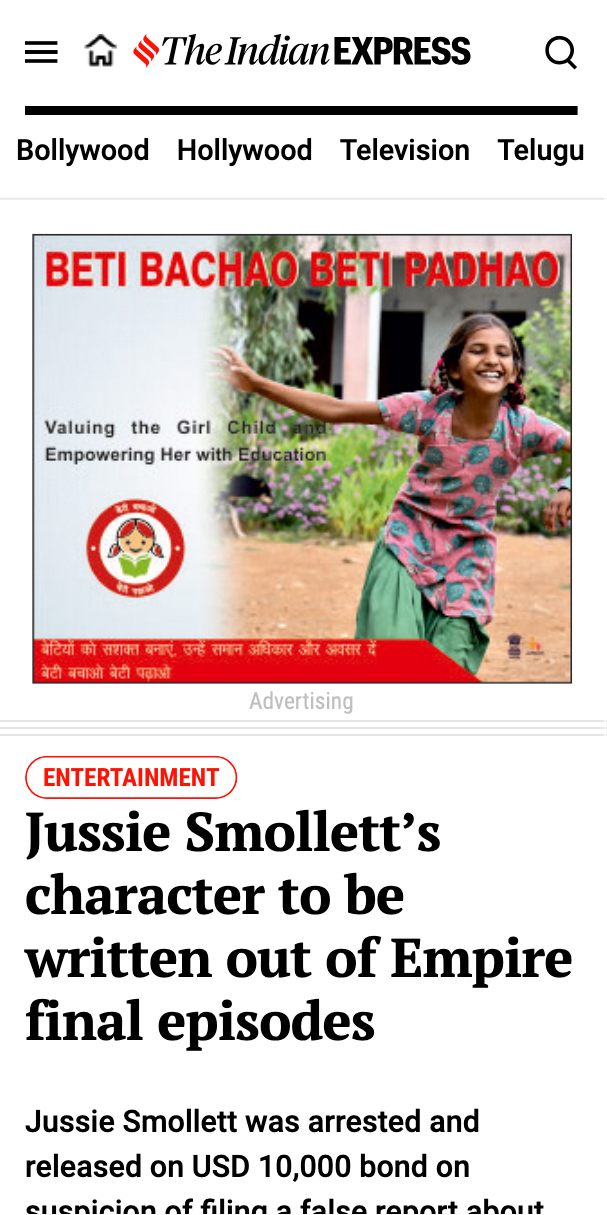 The Indian EXPRESS
Bollywood Hollywood Television Telugu
BETI BACHAO BETI PADHAO
Valuing the Girl Child and
Empowering Her with Education
बेटी बचाओ
बेटी पढ़ाओ
बेटियों को सशक्त बनाएं, उन्हें समान अधिकार और अवसर दें
बेटी बचाओ बेटी पढ़ाओ
Advertising
ENTERTAINMENT
Jussie Smollett’s
character to be
written out of Empire
final episodes
Jussie Smollett was arrested and
released on USD 10,000 bond on
suspicion of filing a false report about